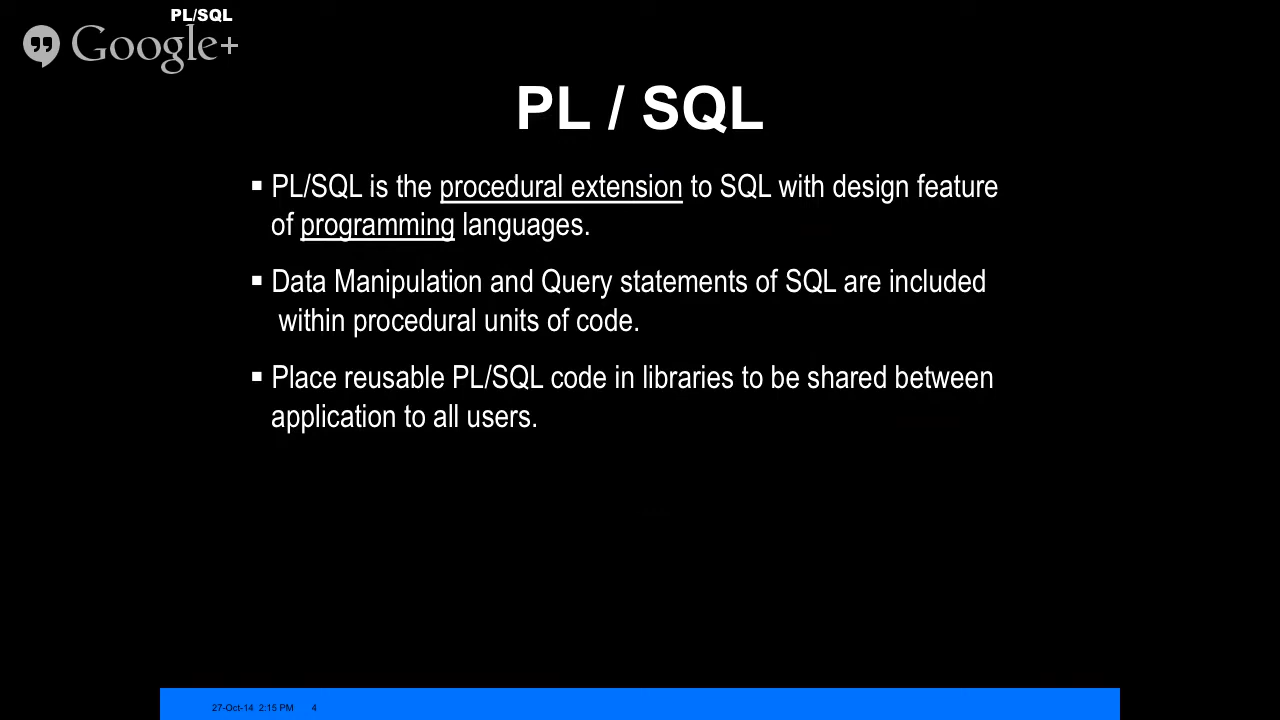 PL/SQL
Google+
PL / SQL
▪ PL/SQL is the procedural extension to SQL with design feature
of programming languages.
▪ Data Manipulation and Query statements of SQL are included
within procedural units of code.
▪ Place reusable PL/SQL code in libraries to be shared between
application to all users.
27-Oct-14 2:15 PM 4